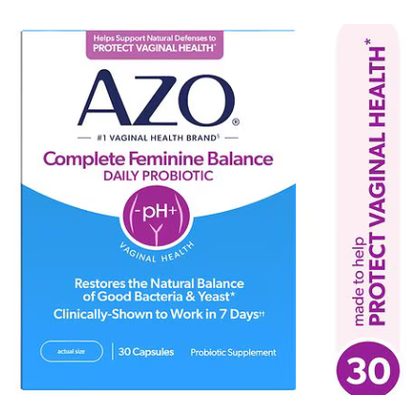 Helps Support Natural Defenses to
PROTECT VAGINAL HEALTH*
AZO®
#1 VAGINAL HEALTH BRAND§
Complete Feminine Balance
DAILY PROBIOTIC
-pH+
VAGINAL HEALTH
Restores the Natural Balance
of Good Bacteria & Yeast*
Clinically-Shown to Work in 7 Days**
actual size
30 Capsules
Probiotic Supplement
made to help
PROTECT VAGINAL HEALTH*
30